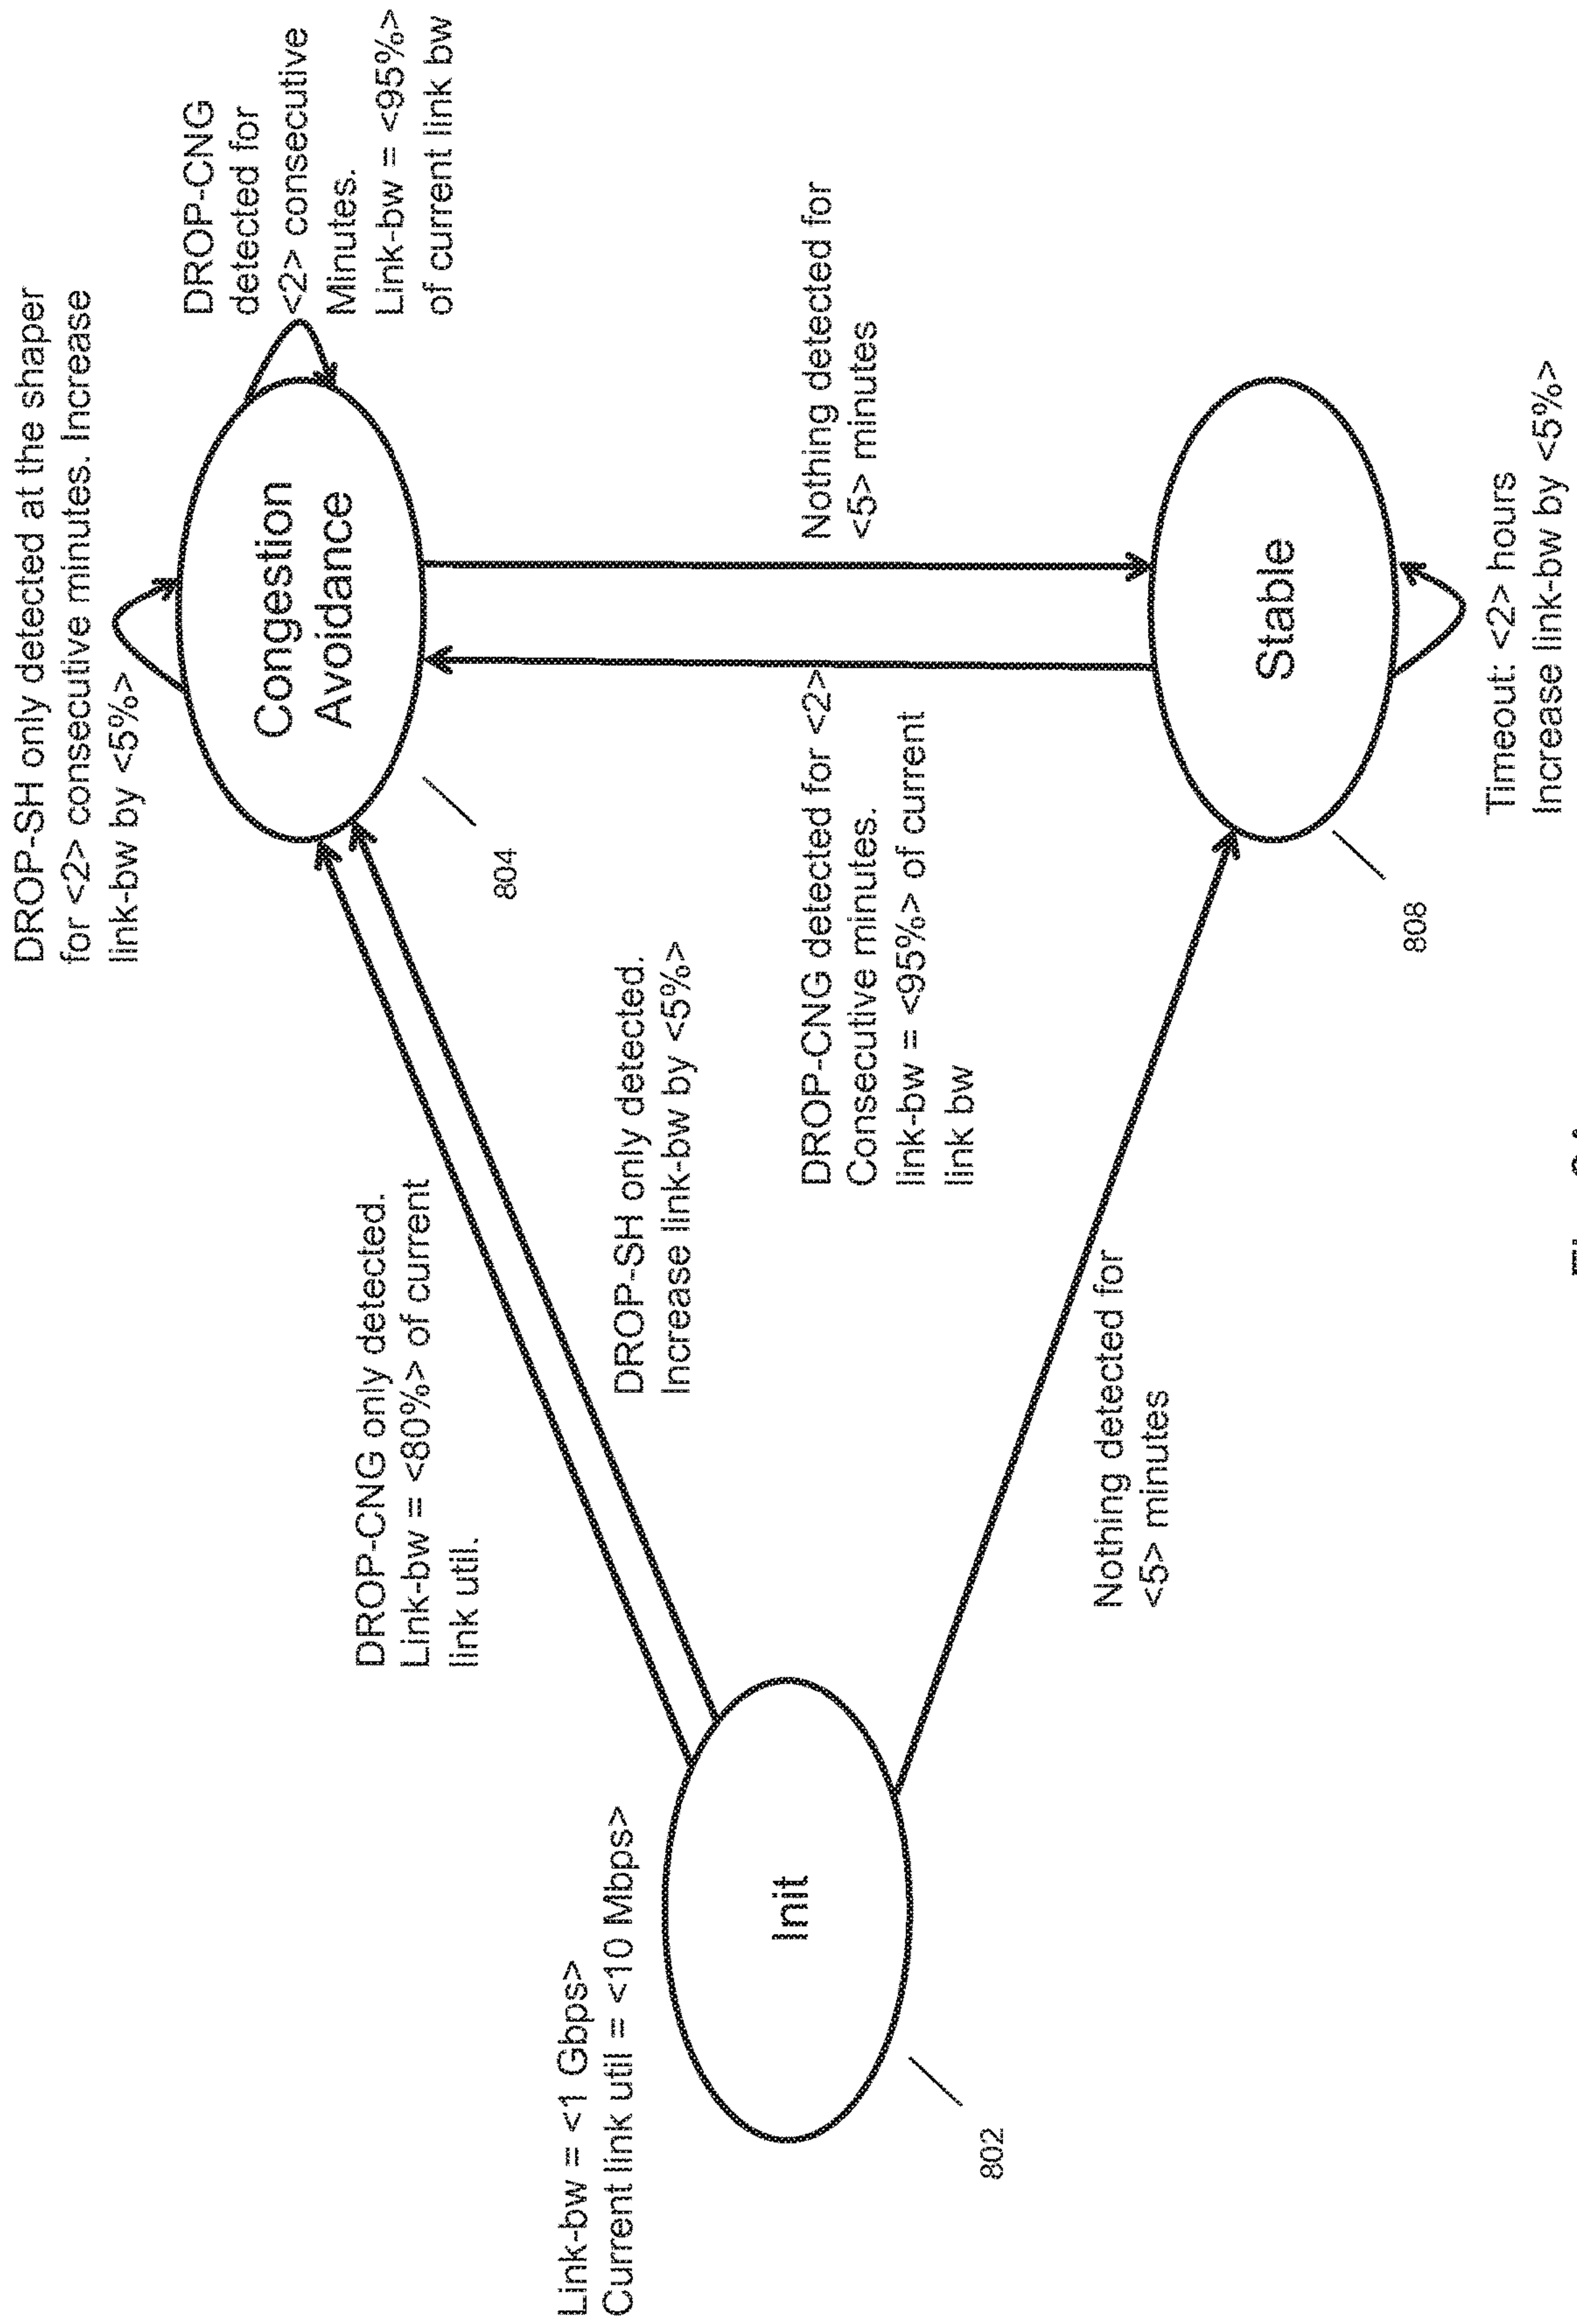 DROP-SH only detected at the shaper
for <2> consecutive minutes. Increase
link-bw by <5%>
DROP-CNG
detected for
<2> consecutive
Minutes.
Link-bw = <95%>
of current link bw
Congestion
Avoidance
804
DROP-CNG only detected.
Link-bw = <80%> of current
link util.
DROP-SH only detected.
Increase link-bw by <5%>
Link-bw = <1 Gbps>
Current link util = <10 Mbps>
Init
802
DROP-CNG detected for <2>
Consecutive minutes.
link-bw = <95%> of current
link bw
Nothing detected for
<5> minutes
Nothing detected for
<5> minutes
Stable
808
Timeout: <2> hours
Increase link-bw by <5%>